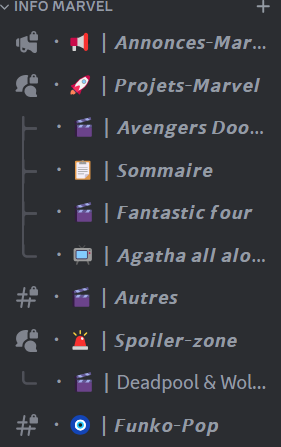 INFO MARVEL
· 📢 | Annonces-Mar...
· 🚀 | Projets-Marvel
· 🎬 | Avengers Doo...
· 📋 | Sommaire
· 🎬 | Fantastic four
· 📺 | Agatha all alo...
· 🎬 | Autres
· 🚨 | Spoiler-zone
· 🎬 | Deadpool & Wol...
· 🧿 | Funko-Pop